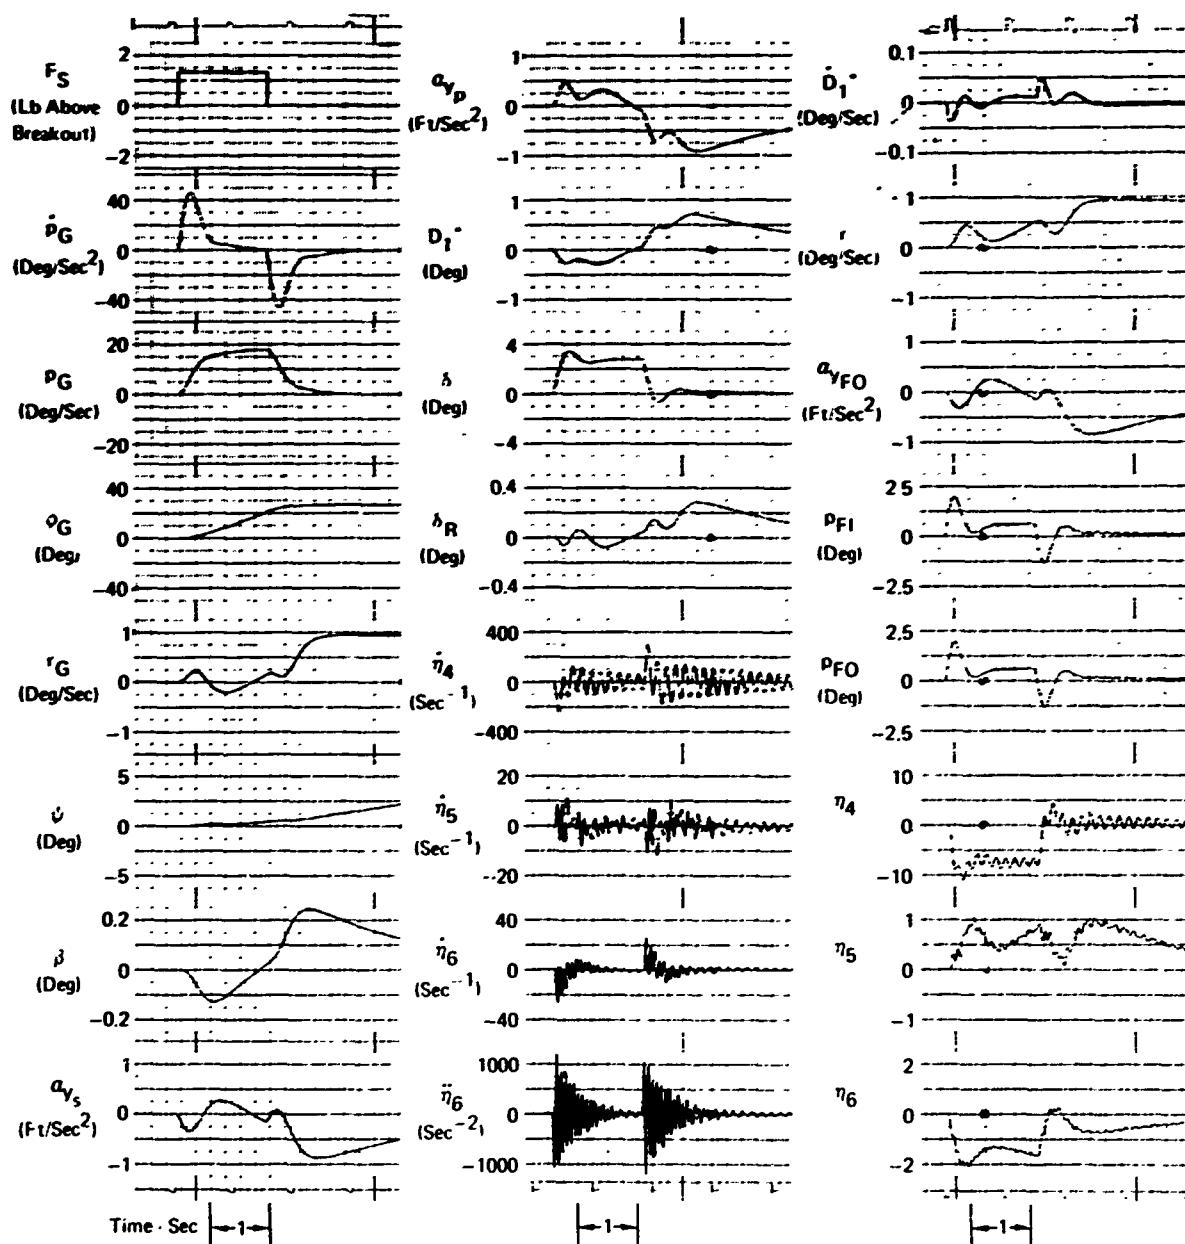 2
F_S
(Lb Above
Breakout)
0
−2
40
ṗ_G
(Deg/Sec²)
0
−40
20
p_G
(Deg/Sec)
0
−20
40
(Deg)
0
−40
1
r_G
(Deg/Sec)
0
−1
5
(Deg)
0
−5
0.2
β
(Deg)
0
−0.2
1
a_ys
(Ft/Sec²)
0
−1
Time - Sec
1
1
a_yp
(Ft/Sec²)
0
−1
1
D_1*
(Deg)
0
−1
4
δ
(Deg)
0
−4
0.4
δ_R
(Deg)
0
−0.4
400
η̇_4
(Sec⁻¹)
0
−400
20
η̇_5
(Sec⁻¹)
0
−20
40
η̇_6
(Sec⁻¹)
0
−40
1000
η̈_6
(Sec⁻²)
0
−1000
1
0.1
Ḋ_1*
(Deg/Sec)
0
−0.1
1
r
(Deg/Sec)
0
−1
1
a_yFO
(Ft/Sec²)
0
−1
2.5
p_FI
(Deg)
0
−2.5
2.5
p_FO
(Deg)
0
−2.5
10
η_4
0
−10
1
η_5
0
−1
2
η_6
0
−2
1